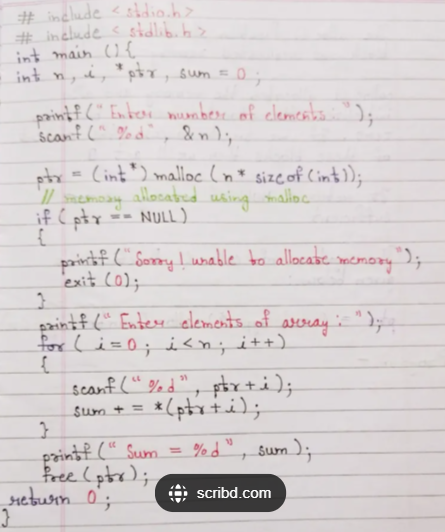 # include < stdio.h>
# include < stdlib.h>
int main () {
int n, i, *ptr, sum = 0 ;
printf(" Enter number of elements : ");
scanf(" %d" , &n);
ptr = (int*) malloc (n* sizeof(int));
// memory allocated using malloc
if ( ptr == NULL)
{
printf(" Sorry! unable to allocate memory");
exit (0);
}
printf(" Enter elements of array : ");
for ( i=0 ; i<n ; i++)
{
scanf(" %d" , ptr+i);
sum + = *(ptr+i);
}
printf(" Sum = %d" , sum);
free (ptr);
return 0 ;
}
scribd.com